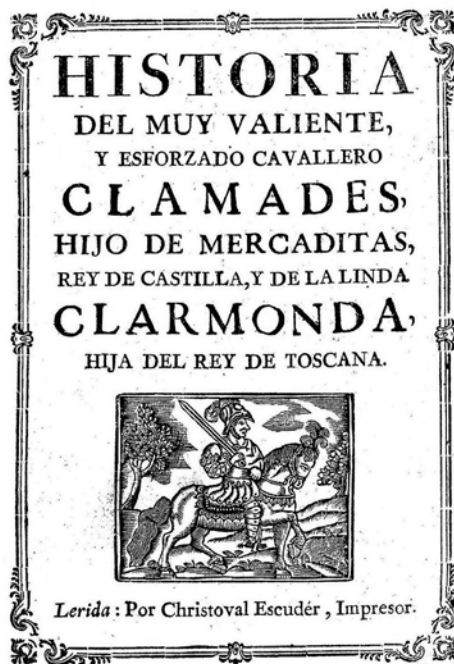 HISTORIA
DEL MUY VALIENTE,
Y ESFORZADO CAVALLERO
CLAMADES,
HIJO DE MERCADITAS,
REY DE CASTILLA, Y DE LA LINDA
CLARMONDA,
HIJA DEL REY DE TOSCANA.
Lerida : Por Christoval Escudér , Impresor.